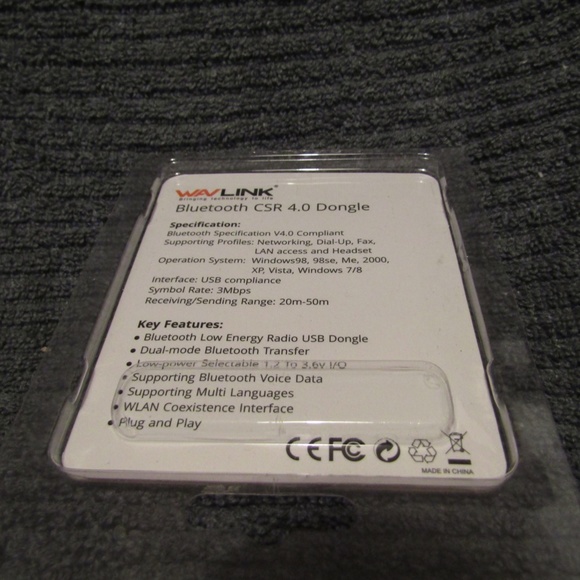 WAVLINK®
Bringing technology to life
Bluetooth CSR 4.0 Dongle
Specification:
Bluetooth Specification V4.0 Compliant
Supporting Profiles: Networking, Dial-Up, Fax,
LAN access and Headset
Operation System: Windows98, 98se, Me, 2000,
XP, Vista, Windows 7/8
Interface: USB compliance
Symbol Rate: 3Mbps
Receiving/Sending Range: 20m-50m
Key Features:
• Bluetooth Low Energy Radio USB Dongle
• Dual-mode Bluetooth Transfer
• Low-power Selectable 1.2 To 3.6v I/O
• Supporting Bluetooth Voice Data
• Supporting Multi Languages
• WLAN Coexistence Interface
• Plug and Play
CE FC
MADE IN CHINA